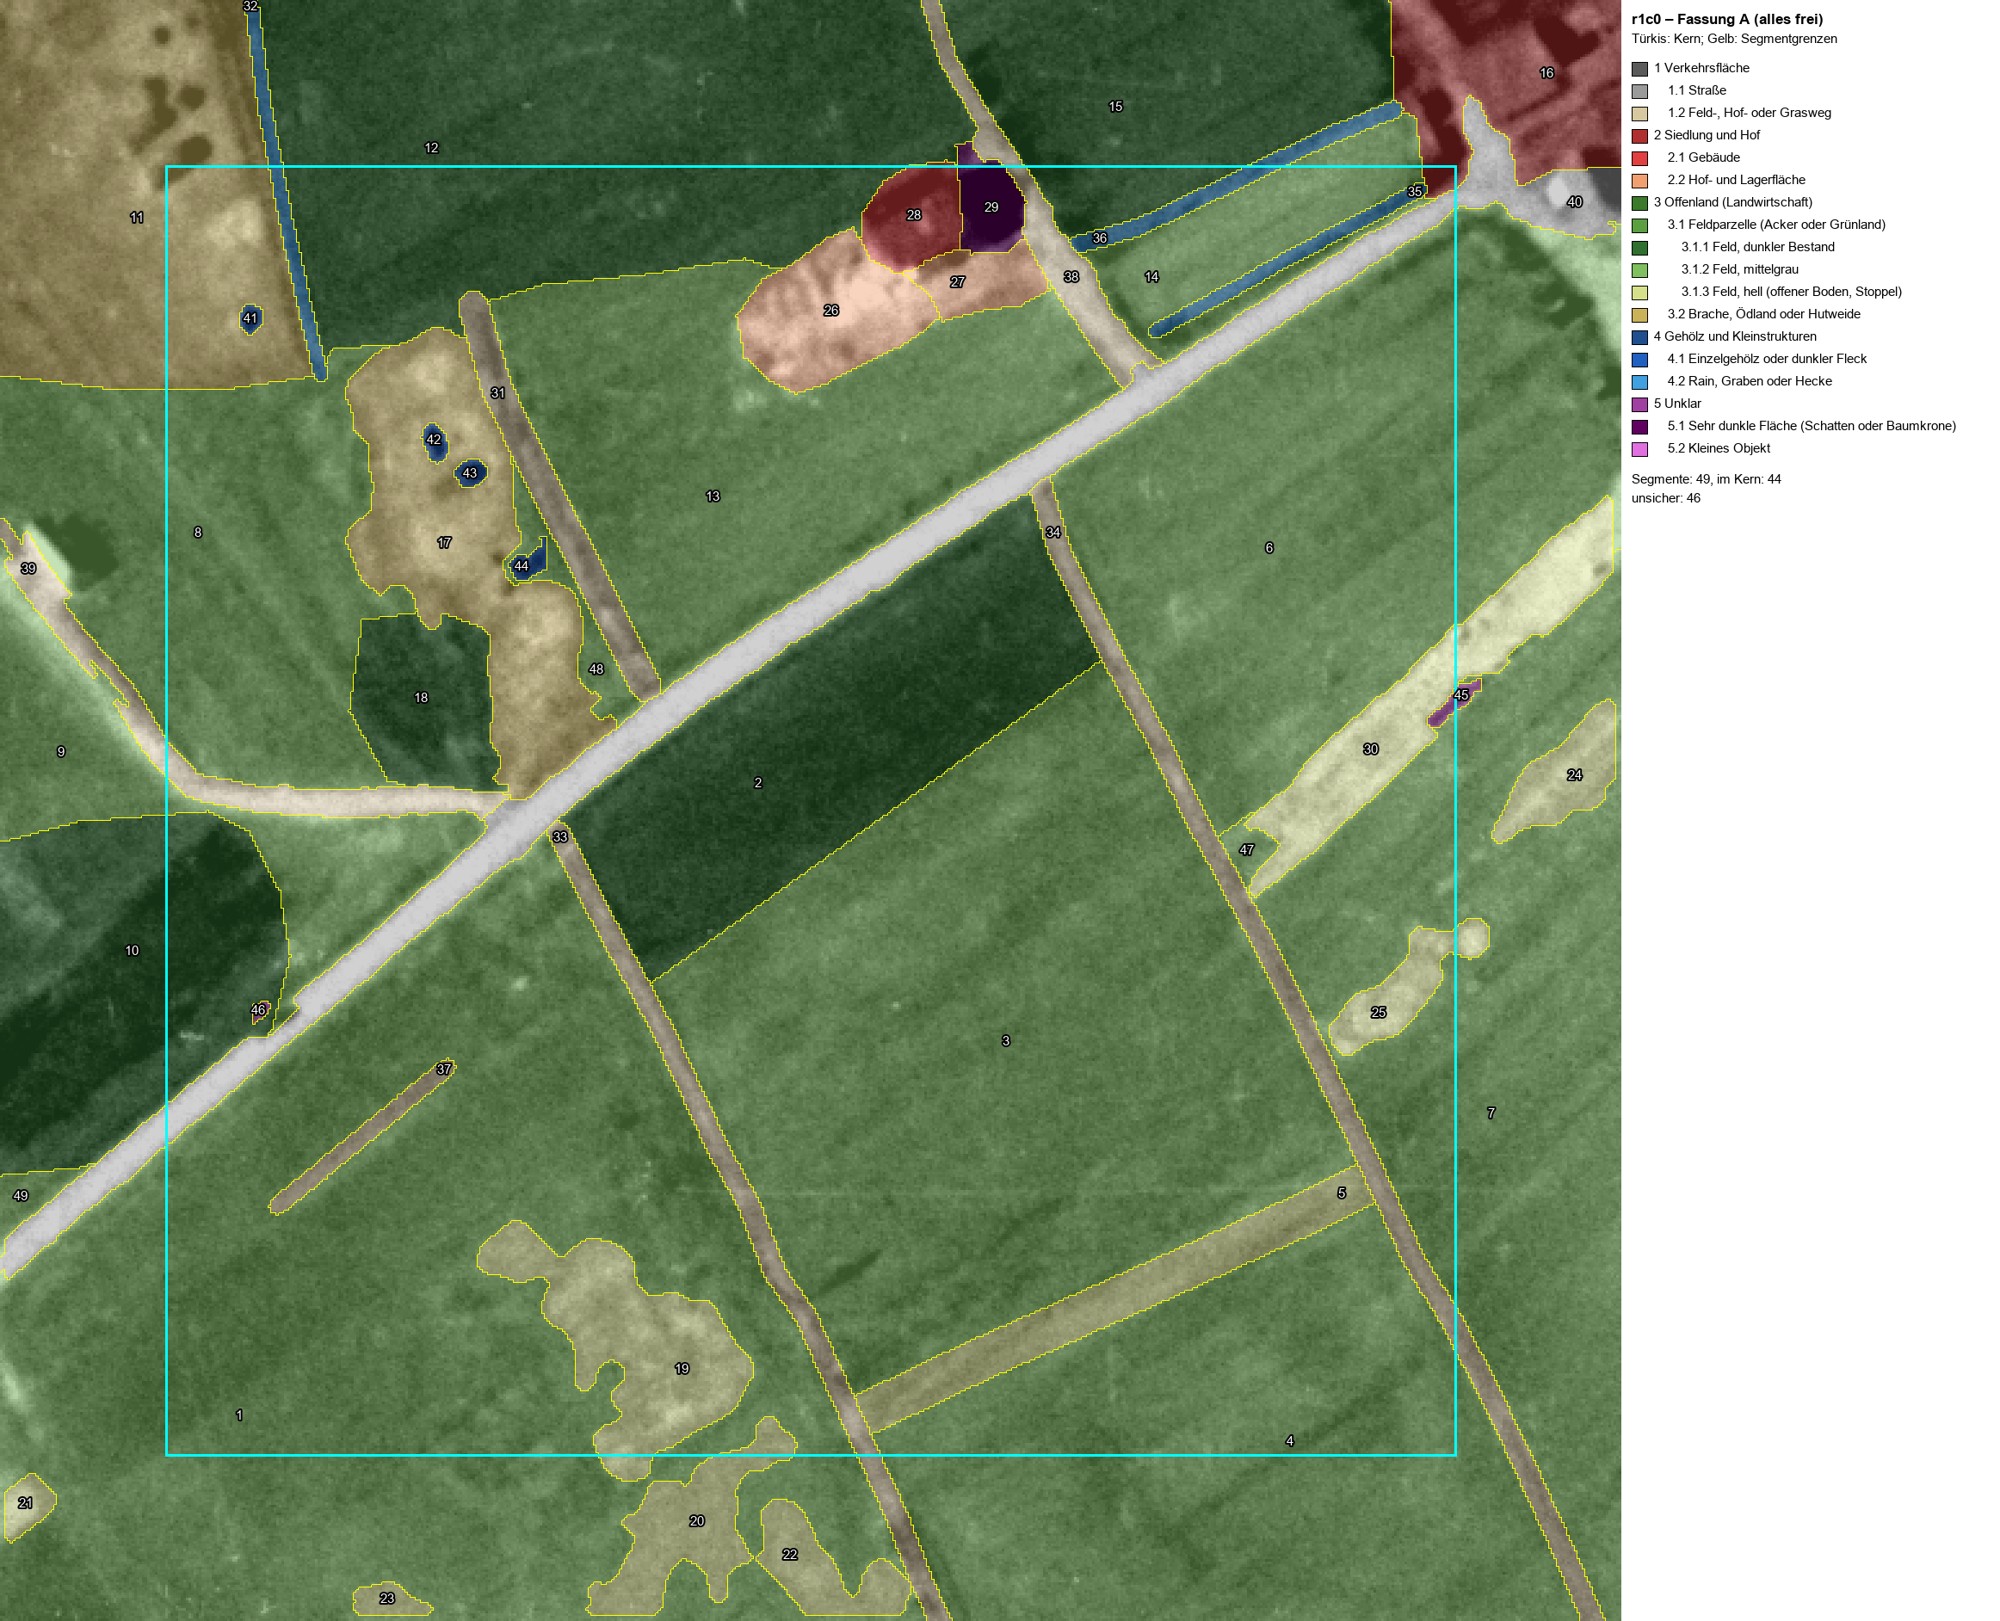 r1c0 – Fassung A (alles frei)
Türkis: Kern; Gelb: Segmentgrenzen
1 Verkehrsfläche
1.1 Straße
1.2 Feld-, Hof- oder Grasweg
2 Siedlung und Hof
2.1 Gebäude
2.2 Hof- und Lagerfläche
3 Offenland (Landwirtschaft)
3.1 Feldparzelle (Acker oder Grünland)
3.1.1 Feld, dunkler Bestand
3.1.2 Feld, mittelgrau
3.1.3 Feld, hell (offener Boden, Stoppel)
3.2 Brache, Ödland oder Hutweide
4 Gehölz und Kleinstrukturen
4.1 Einzelgehölz oder dunkler Fleck
4.2 Rain, Graben oder Hecke
5 Unklar
5.1 Sehr dunkle Fläche (Schatten oder Baumkrone)
5.2 Kleines Objekt
Segmente: 49, im Kern: 44
unsicher: 46
32
16
15
12
35
40
29
28
11
36
38
14
27
26
41
31
42
43
13
34
8
17
6
44
39
48
45
18
30
9
24
2
33
47
10
46
25
3
37
7
5
49
19
1
4
21
20
22
23